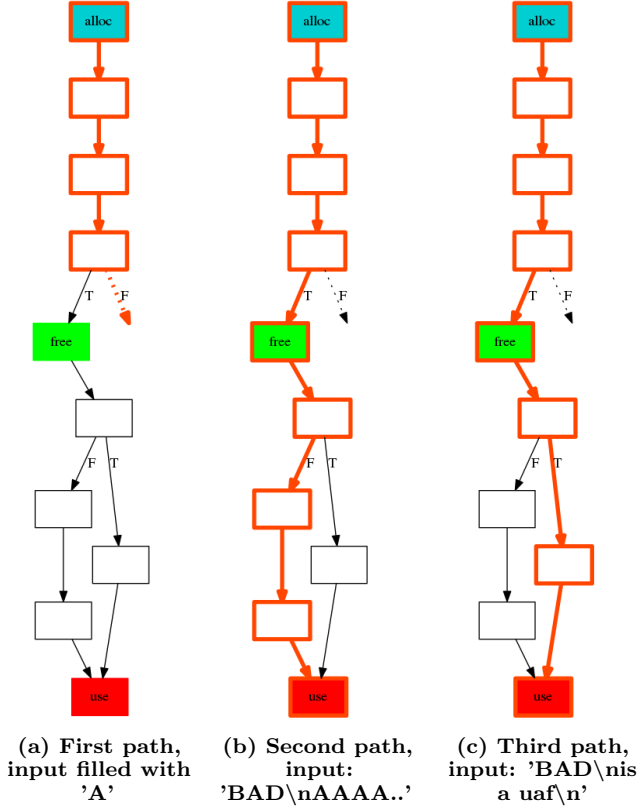 alloc
alloc
alloc
T
F
T
F
T
F
free
free
free
F
T
F
T
F
T
use
use
use
(a) First path,
input filled with
'A'
(b) Second path,
input:
'BAD\nAAAA..'
(c) Third path,
input: 'BAD\nis
a uaf\n'